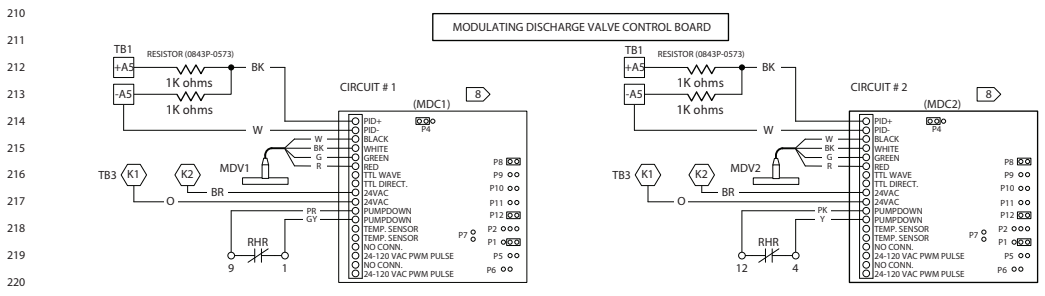 210
MODULATING DISCHARGE VALVE CONTROL BOARD
211
TB1
RESISTOR (0843P-0573)
212
+A5
BK
1K ohms
213
-A5
1K ohms
CIRCUIT # 1
8
(MDC1)
214
PID+
P4
W
PID-
W
BLACK
215
BK
WHITE
G
GREEN
P8
MDV1
R
RED
216
TB3
K1
K2
TTL WAVE
P9
TTL DIRECT.
P10
BR
24VAC
217
O
24VAC
P11
PR
PUMPDOWN
P12
GY
PUMPDOWN
218
TEMP. SENSOR
P2
RHR
TEMP. SENSOR
P7
P1
NO CONN.
219
9
1
24-120 VAC PWM PULSE
P5
NO CONN.
P6
24-120 VAC PWM PULSE
220
TB1
RESISTOR (0843P-0573)
+A5
BK
1K ohms
-A5
1K ohms
CIRCUIT # 2
8
(MDC2)
PID+
P4
W
PID-
W
BLACK
BK
WHITE
G
GREEN
P8
MDV2
R
RED
TB3
K1
K2
TTL WAVE
P9
TTL DIRECT.
P10
BR
24VAC
O
24VAC
P11
PK
PUMPDOWN
P12
Y
PUMPDOWN
TEMP. SENSOR
P2
RHR
TEMP. SENSOR
P7
P1
NO CONN.
12
4
24-120 VAC PWM PULSE
P5
NO CONN.
P6
24-120 VAC PWM PULSE